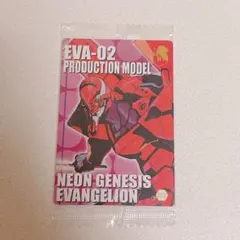 EVA-02
PRODUCTION MODEL
NEON GENESIS
EVANGELION